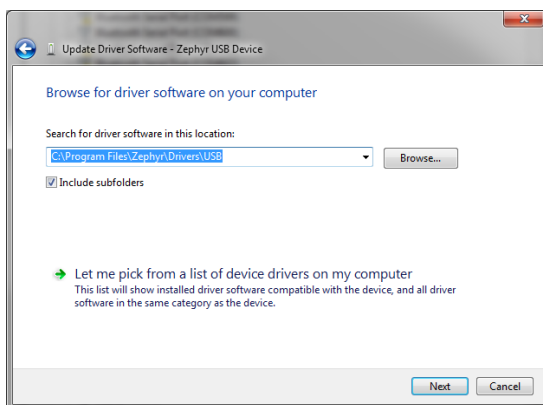 Update Driver Software - Zephyr USB Device
Browse for driver software on your computer
Search for driver software in this location:
C:\Program Files\Zephyr\Drivers\USB
Browse...
Include subfolders
Let me pick from a list of device drivers on my computer
This list will show installed driver software compatible with the device, and all driver
software in the same category as the device.
Next
Cancel